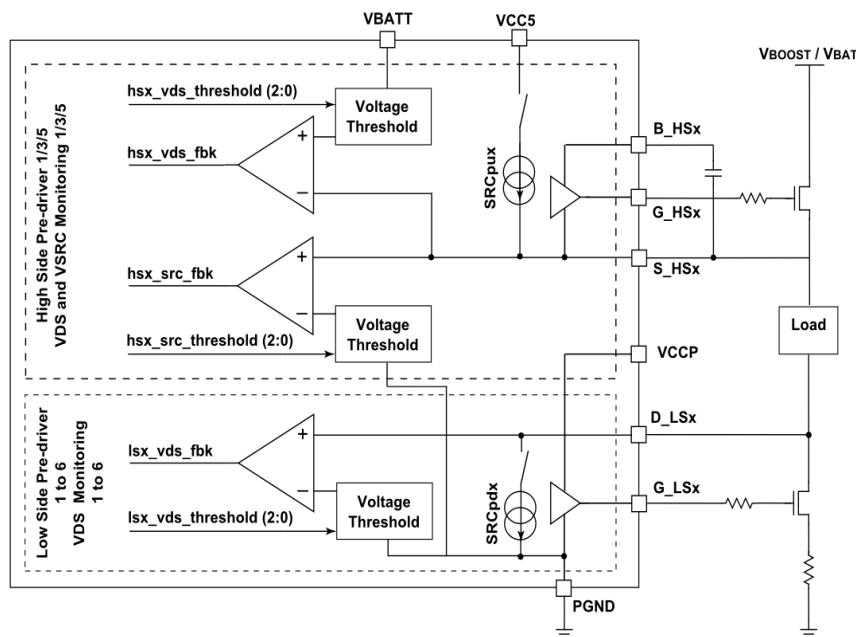 VBATT
VCC5
VBOOST / VBAT
High Side Pre-driver 1/3/5
VDS and VSRC Monitoring 1/3/5
hsx_vds_threshold (2:0)
Voltage
Threshold
hsx_vds_fbk
+
−
SRCpux
B_HSx
G_HSx
S_HSx
hsx_src_fbk
+
−
hsx_src_threshold (2:0)
Voltage
Threshold
VCCP
Load
Low Side Pre-driver
1 to 6
VDS Monitoring
1 to 6
lsx_vds_fbk
+
−
lsx_vds_threshold (2:0)
Voltage
Threshold
SRCpdx
D_LSx
G_LSx
PGND